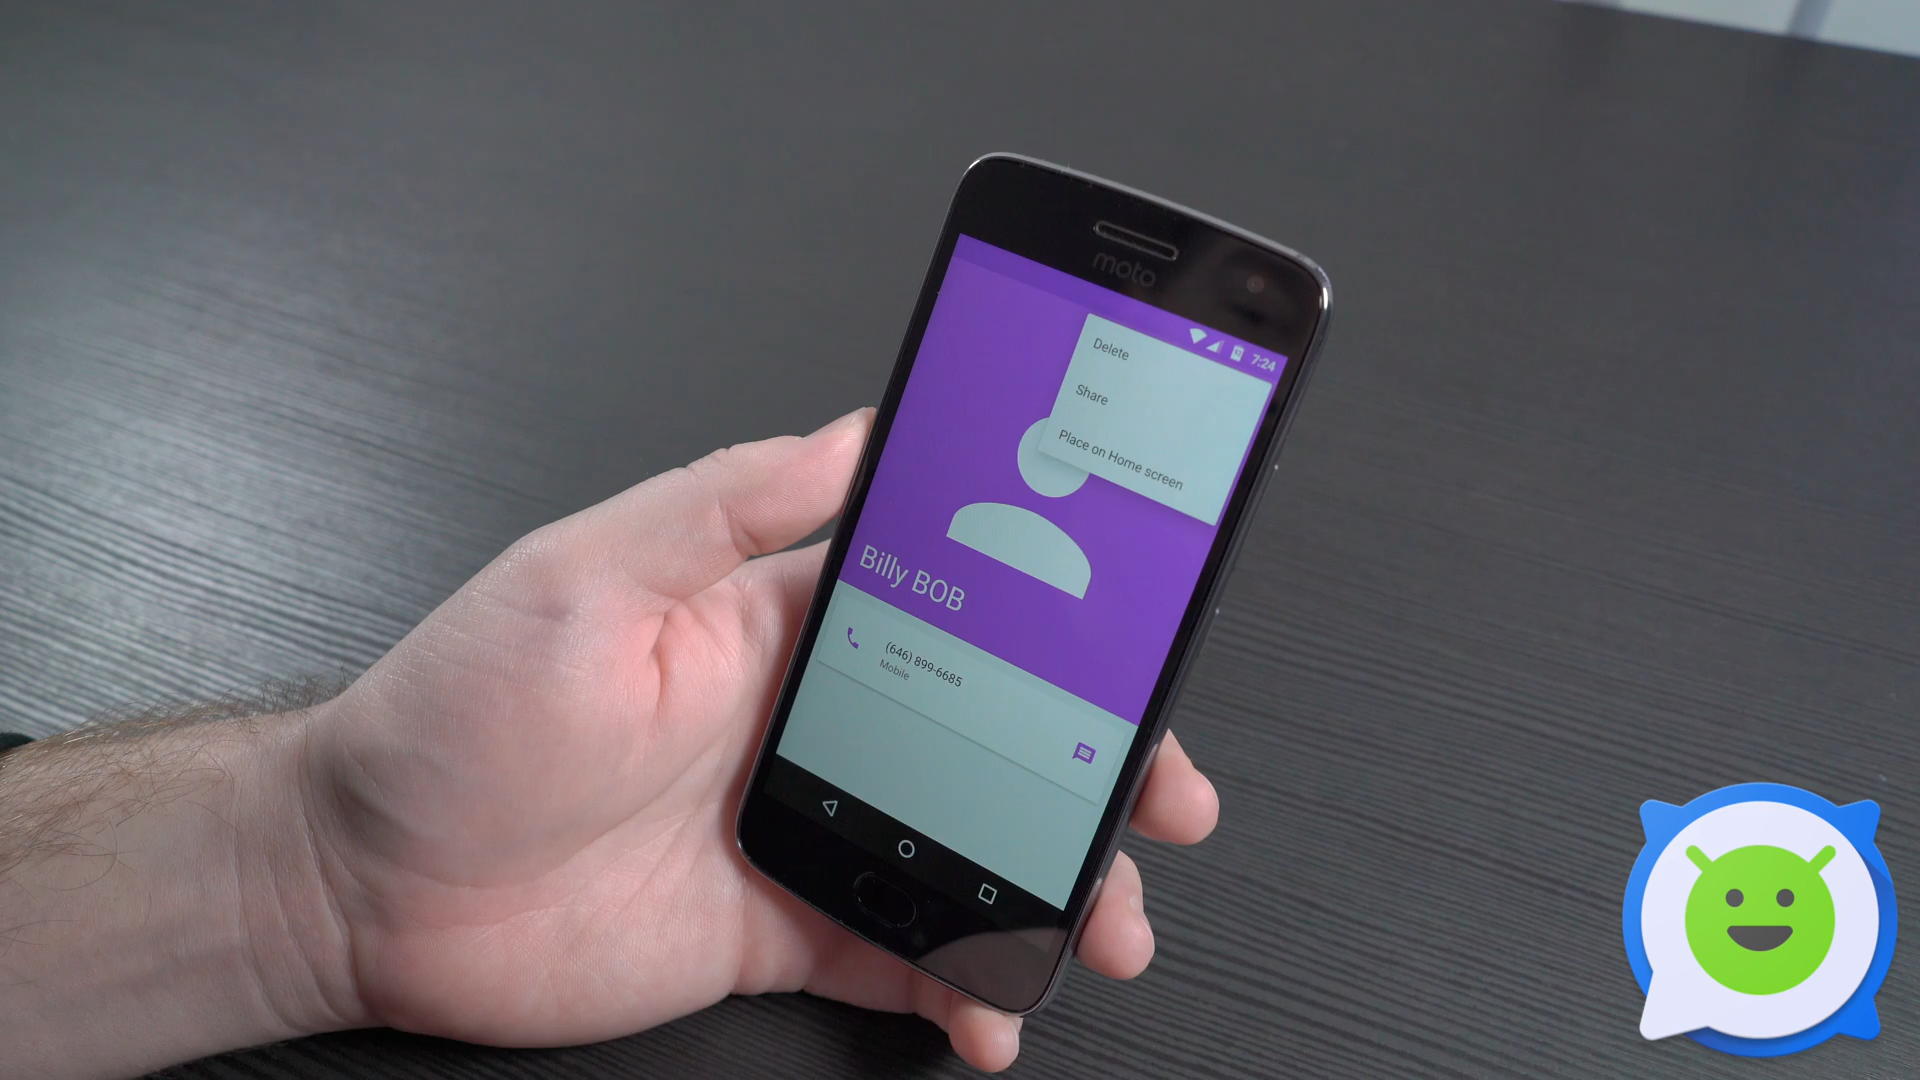 moto
7:24
Delete
Share
Place on Home screen
Billy BOB
(646) 899-6685
Mobile